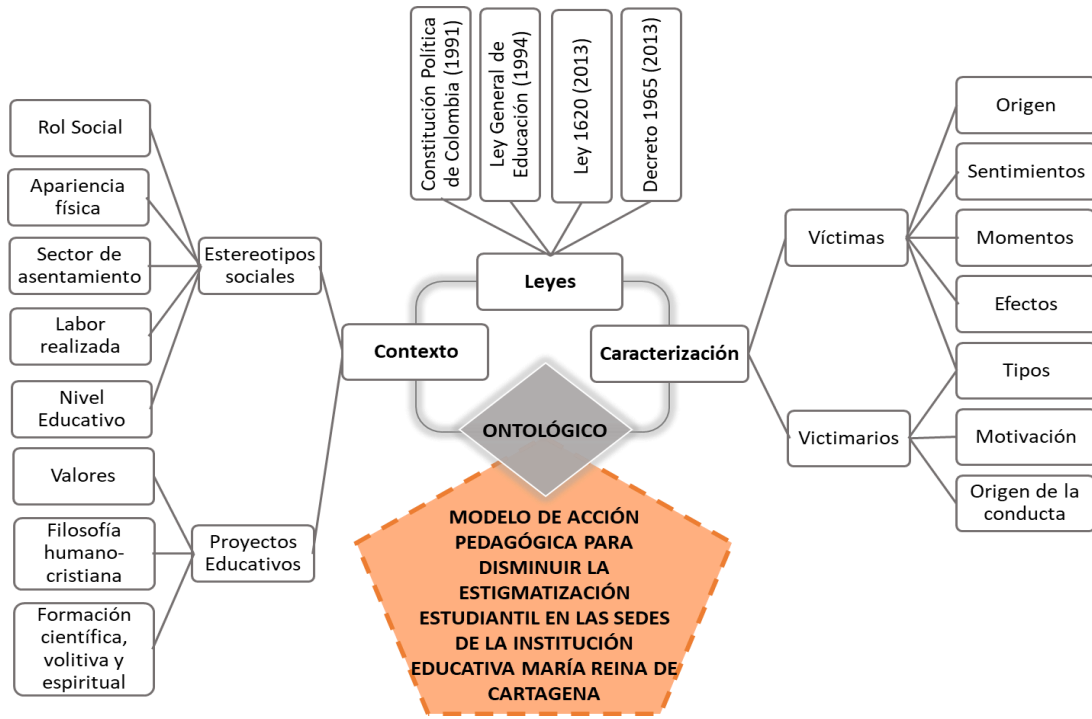 Constitución Política
de Colombia (1991)
Ley General de
Educación (1994)
Ley 1620 (2013)
Decreto 1965 (2013)
Leyes
Contexto
Caracterización
ONTOLÓGICO
Estereotipos
sociales
Rol Social
Apariencia
física
Sector de
asentamiento
Labor
realizada
Nivel
Educativo
Proyectos
Educativos
Valores
Filosofía
humano-
cristiana
Formación
científica,
volitiva y
espiritual
Víctimas
Origen
Sentimientos
Momentos
Efectos
Tipos
Victimarios
Motivación
Origen de la
conducta
MODELO DE ACCIÓN
PEDAGÓGICA PARA
DISMINUIR LA
ESTIGMATIZACIÓN
ESTUDIANTIL EN LAS SEDES
DE LA INSTITUCIÓN
EDUCATIVA MARÍA REINA DE
CARTAGENA